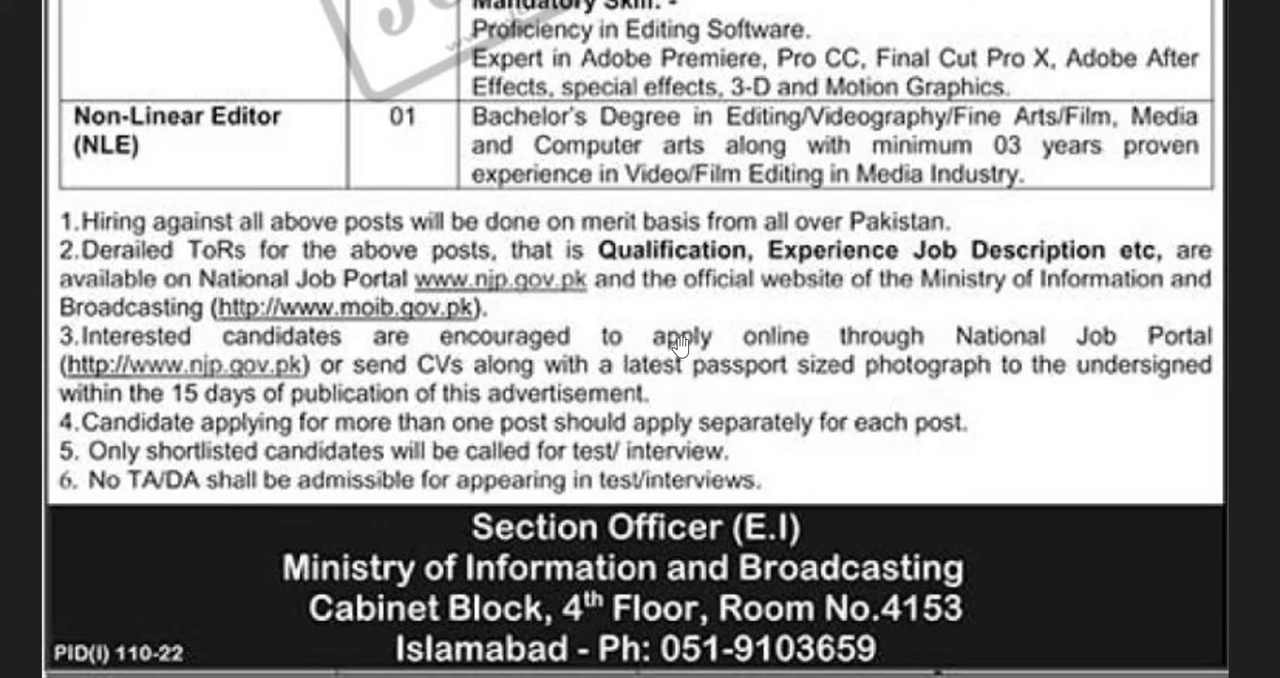 Mandatory Skill: -
Proficiency in Editing Software.
Expert in Adobe Premiere, Pro CC, Final Cut Pro X, Adobe After
Effects, special effects, 3-D and Motion Graphics.
Non-Linear Editor 01 Bachelor's Degree in Editing/Videography/Fine Arts/Film, Media
(NLE) and Computer arts along with minimum 03 years proven
experience in Video/Film Editing in Media Industry.
1.Hiring against all above posts will be done on merit basis from all over Pakistan.
2.Derailed ToRs for the above posts, that is Qualification, Experience Job Description etc, are
available on National Job Portal www.njp.gov.pk and the official website of the Ministry of Information and
Broadcasting (http://www.moib.gov.pk).
3.Interested candidates are encouraged to apply online through National Job Portal
(http://www.njp.gov.pk) or send CVs along with a latest passport sized photograph to the undersigned
within the 15 days of publication of this advertisement.
4.Candidate applying for more than one post should apply separately for each post.
5. Only shortlisted candidates will be called for test/ interview.
6. No TA/DA shall be admissible for appearing in test/interviews.
Section Officer (E.I)
Ministry of Information and Broadcasting
Cabinet Block, 4th Floor, Room No.4153
Islamabad - Ph: 051-9103659
PID(I) 110-22